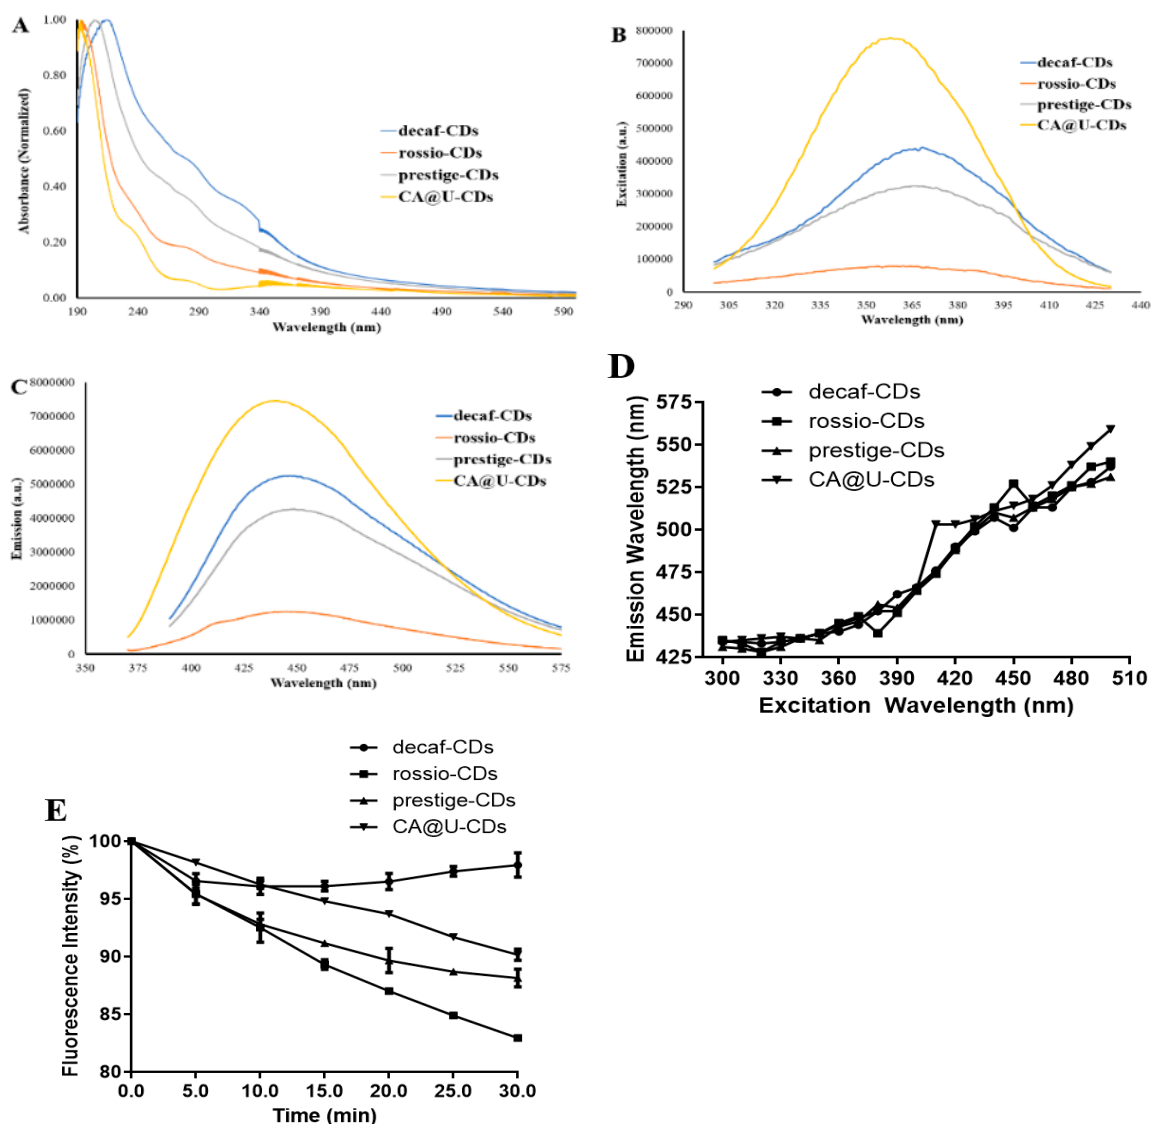 A
Absorbance (Normalized)
1.00
0.80
0.60
0.40
0.20
0.00
decaf-CDs
rossio-CDs
prestige-CDs
CA@U-CDs
190 240 290 340 390 440 490 540 590
Wavelength (nm)
B
Excitation (a.u.)
800000
700000
600000
500000
400000
300000
200000
100000
0
decaf-CDs
rossio-CDs
prestige-CDs
CA@U-CDs
290 305 320 335 350 365 380 395 410 425 440
Wavelength (nm)
C
Emission (a.u.)
8000000
7000000
6000000
5000000
4000000
3000000
2000000
1000000
0
decaf-CDs
rossio-CDs
prestige-CDs
CA@U-CDs
350 375 400 425 450 475 500 525 550 575
Wavelength (nm)
D
Emission Wavelength (nm)
575
550
525
500
475
450
425
decaf-CDs
rossio-CDs
prestige-CDs
CA@U-CDs
300 330 360 390 420 450 480 510
Excitation Wavelength (nm)
E
decaf-CDs
rossio-CDs
prestige-CDs
CA@U-CDs
Fluorescence Intensity (%)
100
95
90
85
80
0.0 5.0 10.0 15.0 20.0 25.0 30.0
Time (min)